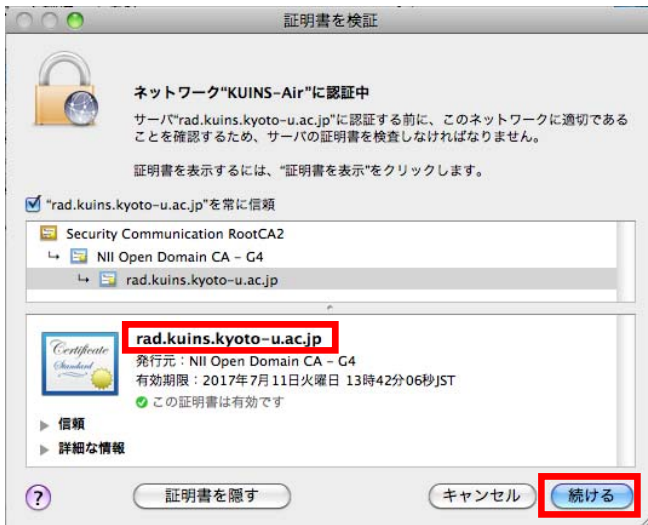 証明書を検証
ネットワーク“KUINS-Air”に認証中
サーバ“rad.kuins.kyoto-u.ac.jp”に認証する前に、このネットワークに適切である
ことを確認するため、サーバの証明書を検査しなければなりません。
証明書を表示するには、“証明書を表示”をクリックします。
“rad.kuins.kyoto-u.ac.jp”を常に信頼
Security Communication RootCA2
NII Open Domain CA – G4
rad.kuins.kyoto-u.ac.jp
Certificate
Standard
rad.kuins.kyoto-u.ac.jp
発行元：NII Open Domain CA – G4
有効期限：2017年7月11日火曜日 13時42分06秒JST
この証明書は有効です
信頼
詳細な情報
? 証明書を隠す キャンセル 続ける